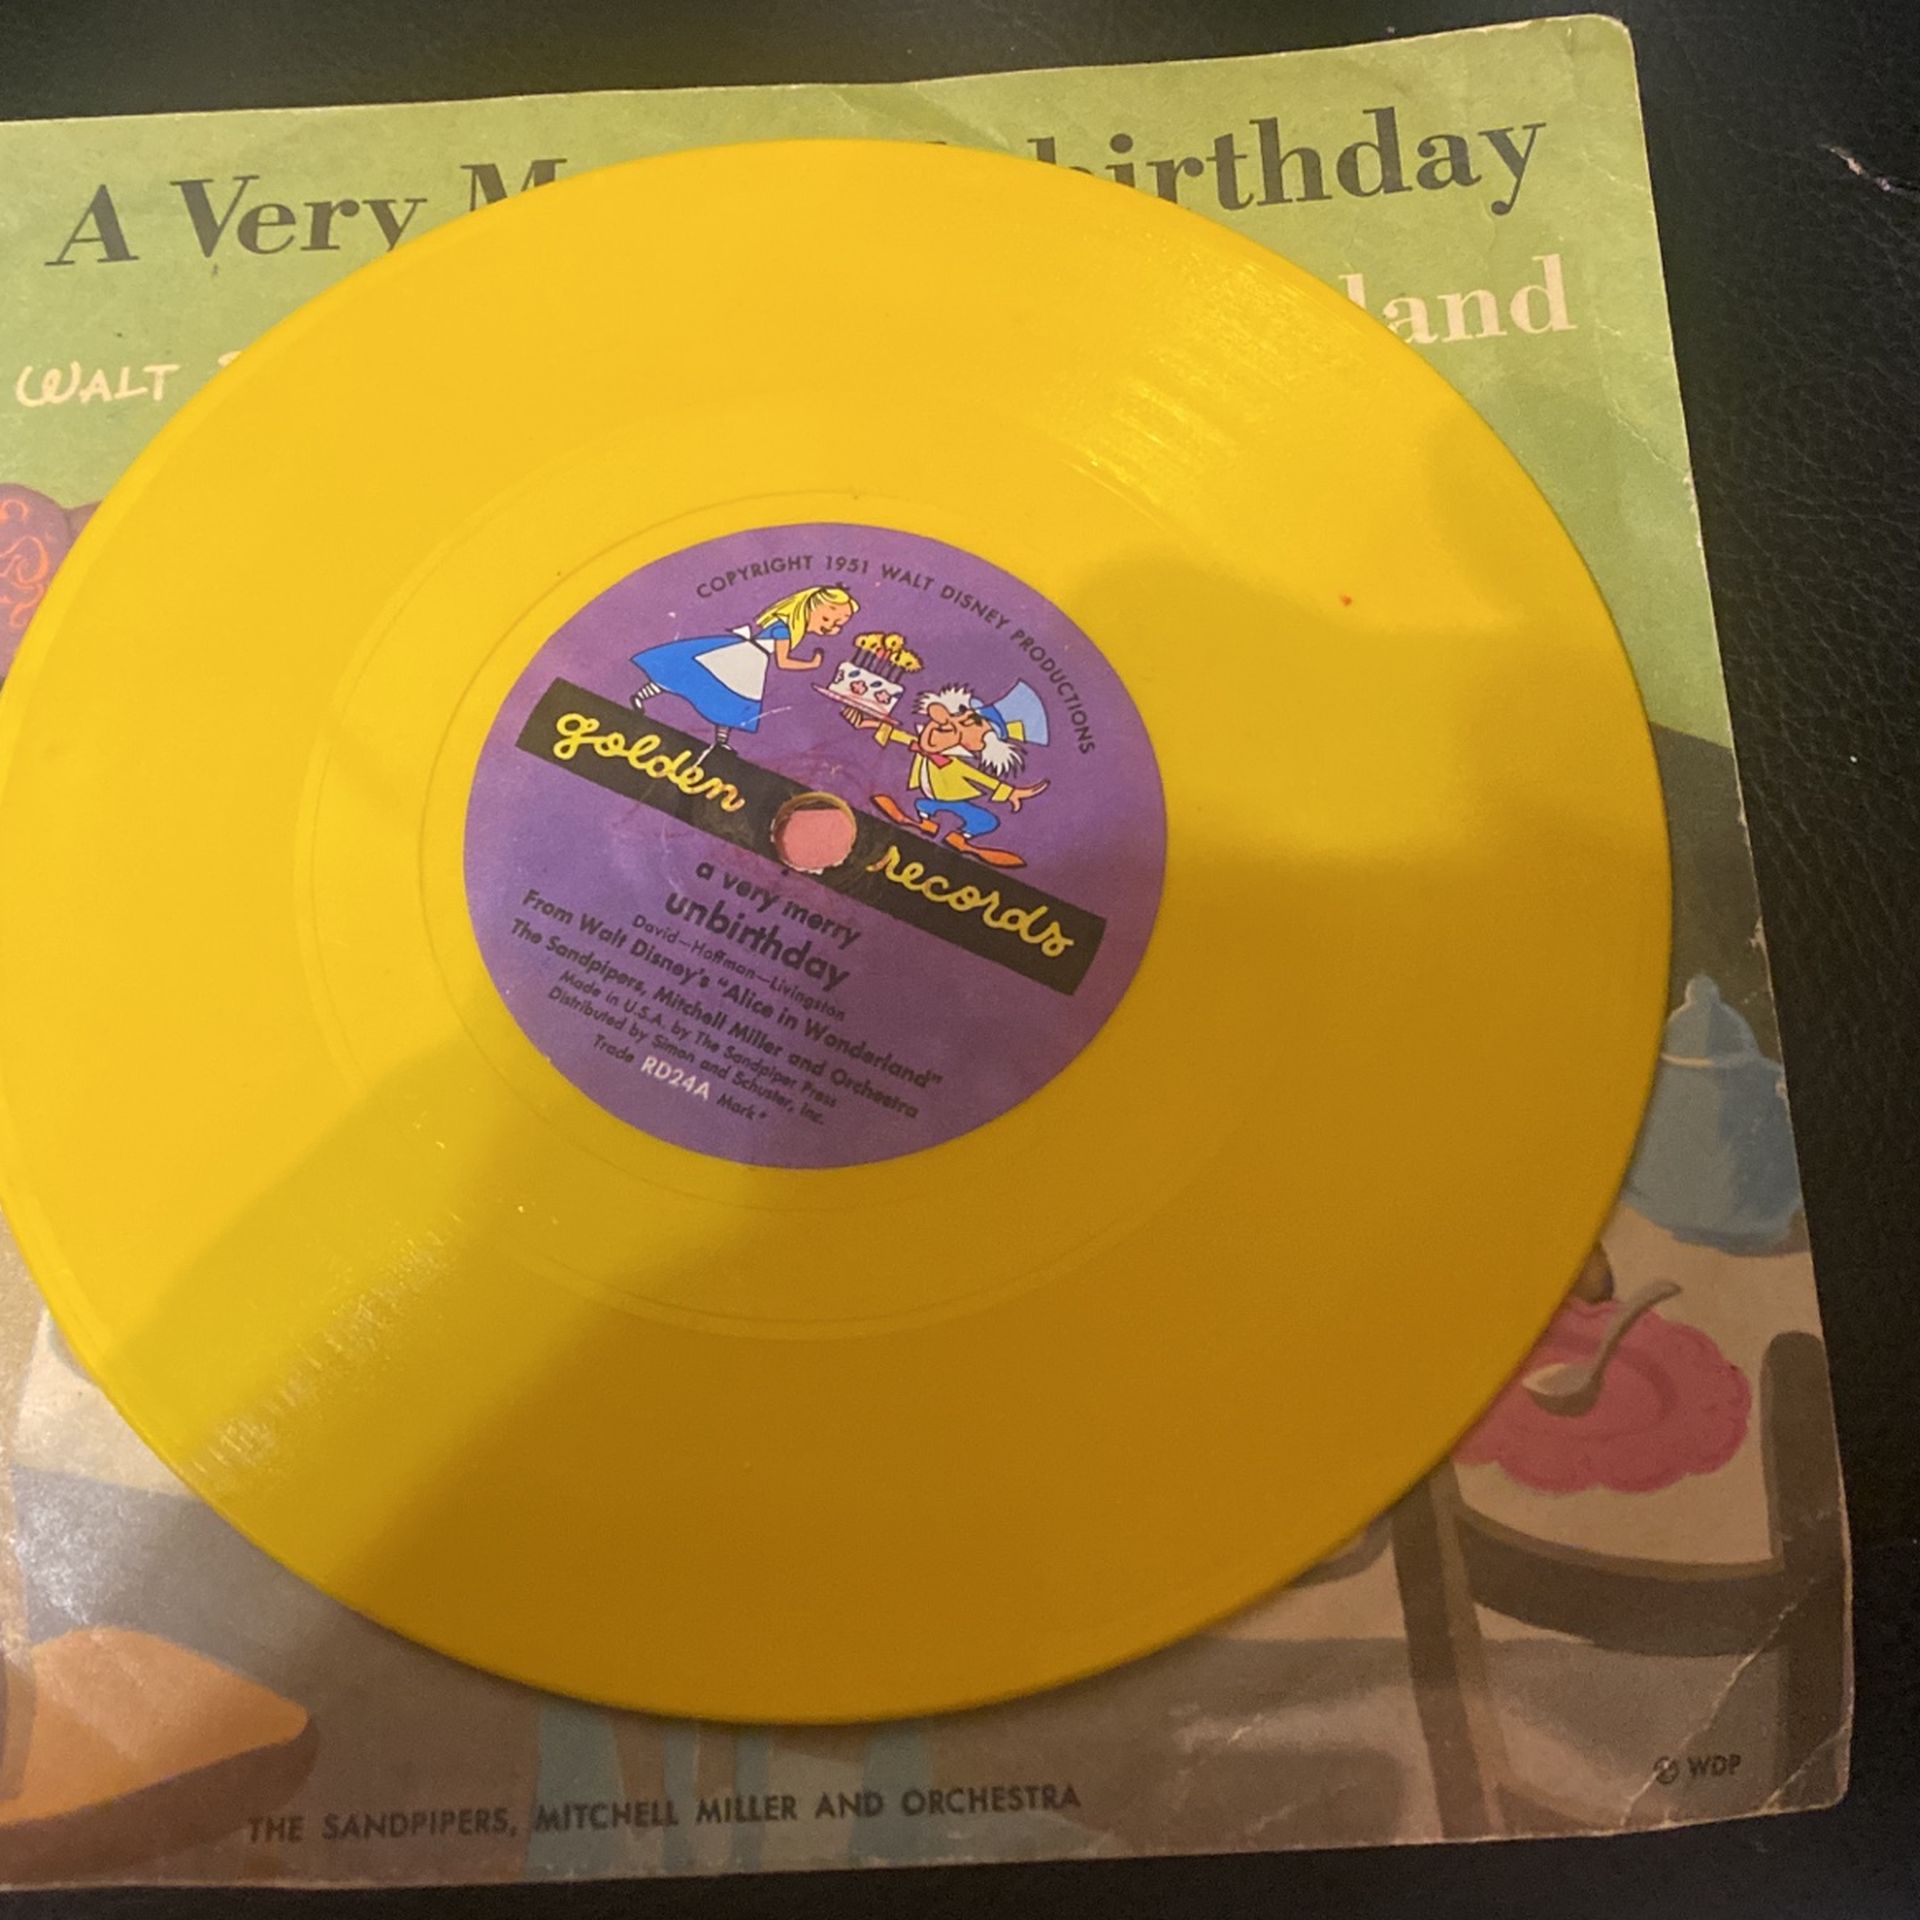 A Very birthday
WALT land
COPYRIGHT 1951 WALT DISNEY PRODUCTIONS
golden records
a very merry
unbirthday
David—Hoffman—Livingston
From Walt Disney's "Alice in Wonderland"
The Sandpipers, Mitchell Miller and Orchestra
Made in U.S.A. by The Sandpiper Press
Distributed by Simon and Schuster, Inc.
Trade RD24A Mark*
THE SANDPIPERS, MITCHELL MILLER AND ORCHESTRA
© WDP